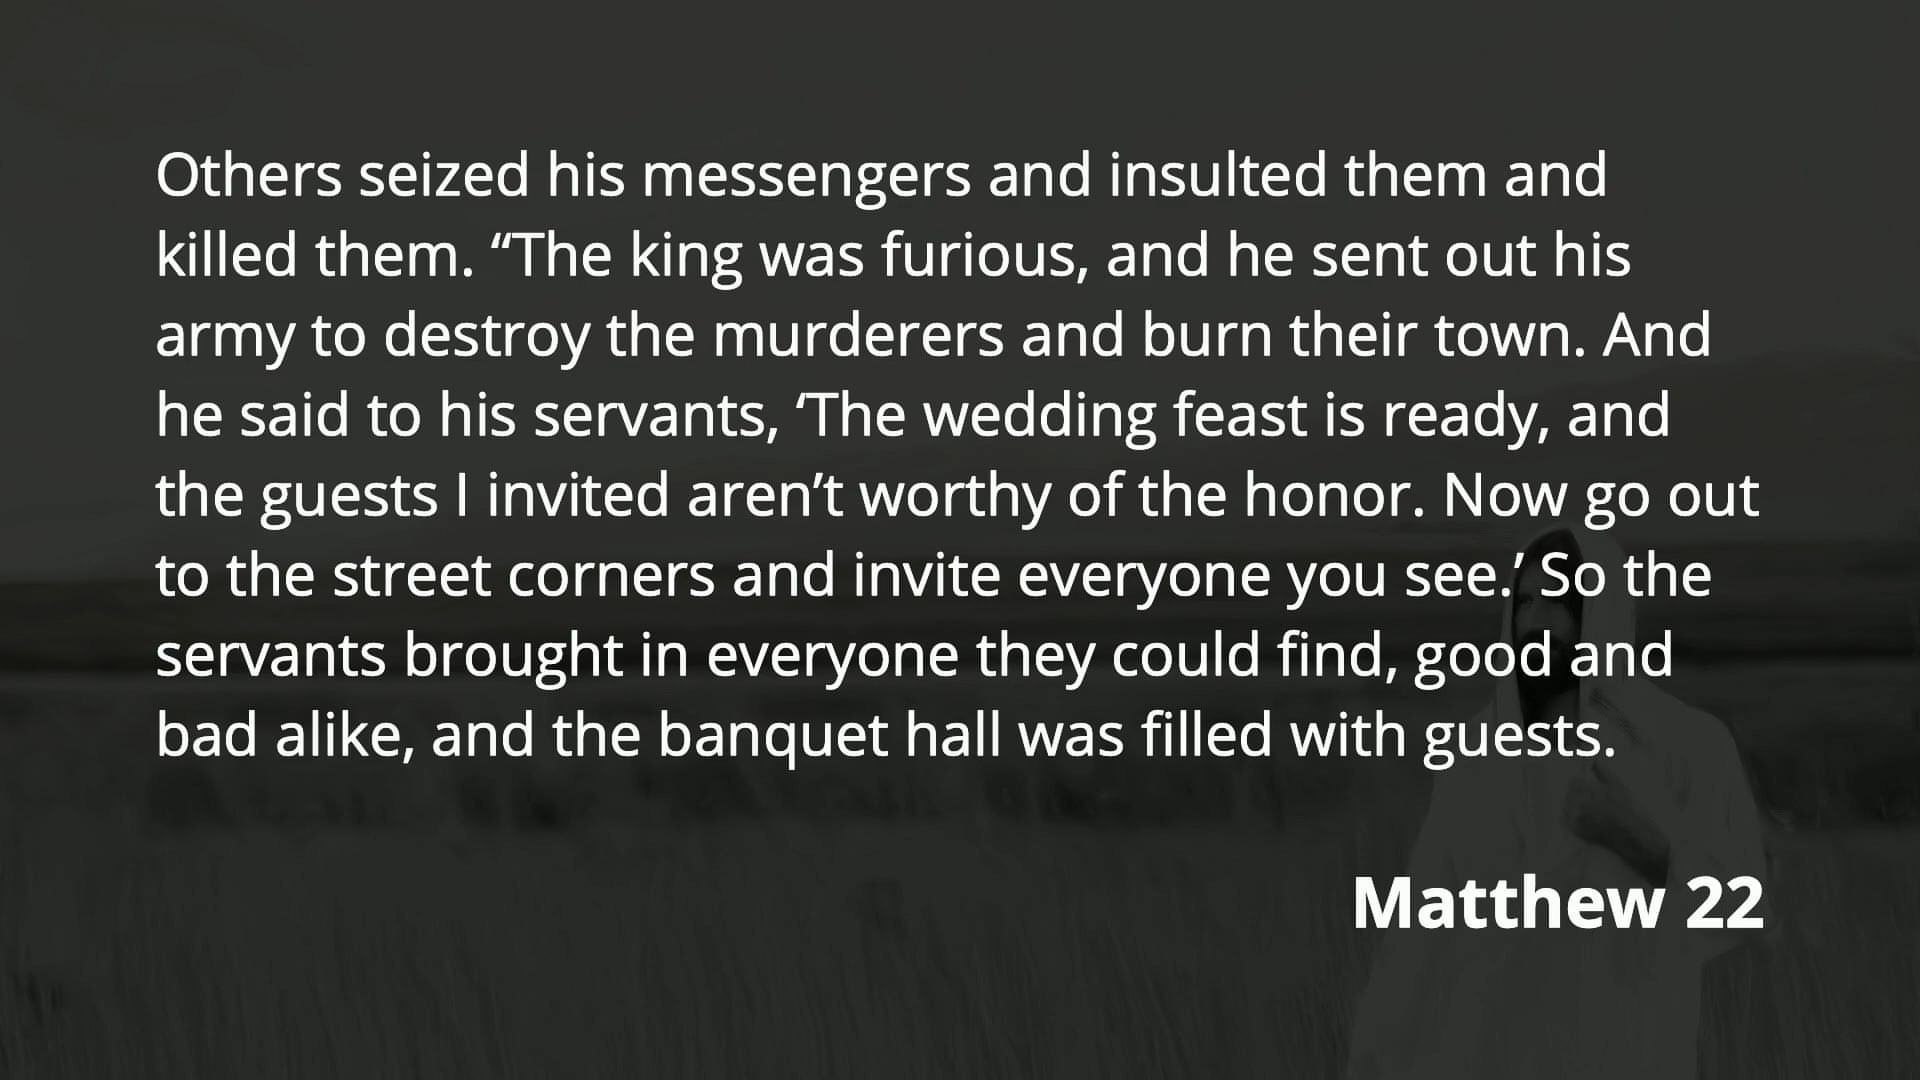 Others seized his messengers and insulted them and
killed them. “The king was furious, and he sent out his
army to destroy the murderers and burn their town. And
he said to his servants, ‘The wedding feast is ready, and
the guests I invited aren’t worthy of the honor. Now go out
to the street corners and invite everyone you see.’ So the
servants brought in everyone they could find, good and
bad alike, and the banquet hall was filled with guests.
Matthew 22